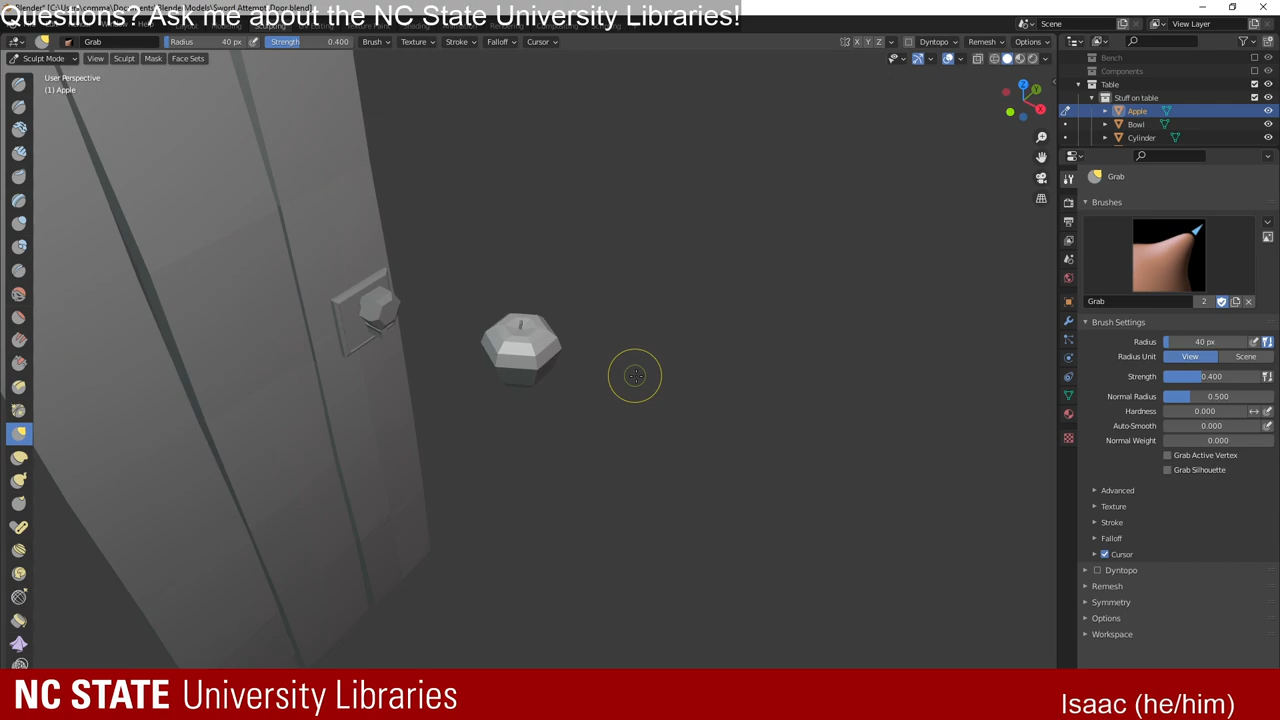 Questions? Ask me about the NC State University Libraries!
Scene
View Layer
Grab
Radius 40 px
Strength 0.400
Brush
Texture
Stroke
Falloff
Cursor
X Y Z
Dyntopo
Remesh
Options
Sculpt Mode
View
Sculpt
Mask
Face Sets
User Perspective
(1) Apple
Z
Y
X
Bench
Components
Table
Stuff on table
Apple
Bowl
Cylinder
Grab
Brushes
Grab 2
Brush Settings
Radius 40 px
Radius Unit View Scene
Strength 0.400
Normal Radius 0.500
Hardness 0.000
Auto-Smooth 0.000
Normal Weight 0.000
Grab Active Vertex
Grab Silhouette
Advanced
Texture
Stroke
Falloff
Cursor
Dyntopo
Remesh
Symmetry
Options
Workspace
NC STATE University Libraries
Isaac (he/him)